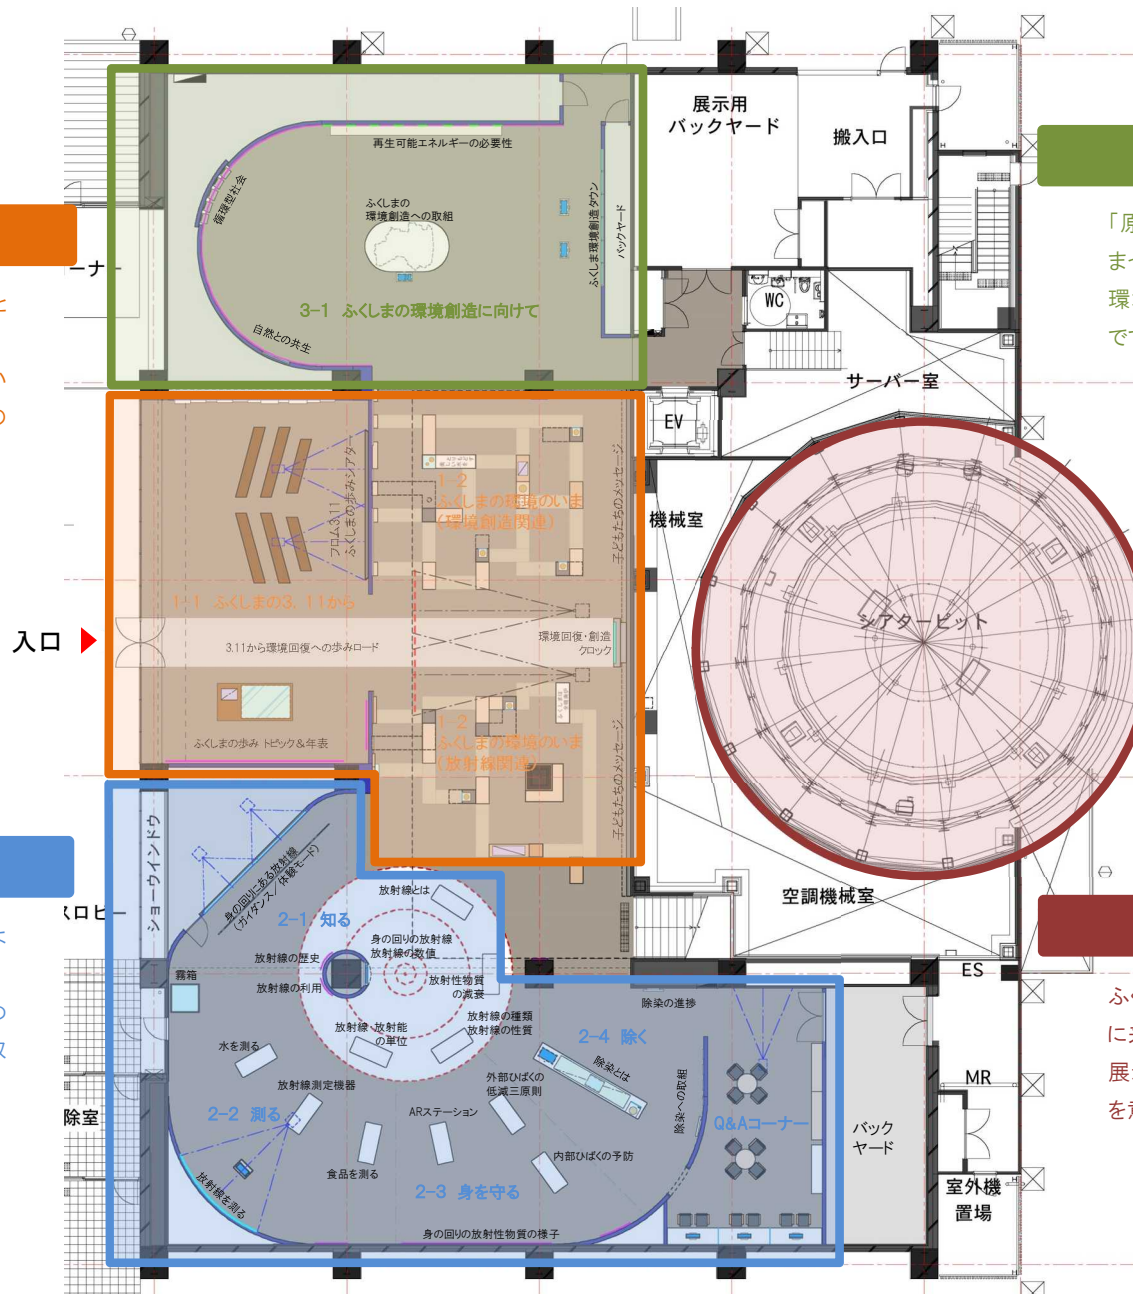 展示用
バックヤード
搬入口
再生可能エネルギーの必要性
循環型社会
ふくしまの
環境創造への取組
ふくしま環境創造タウン
バックヤード
3-1 ふくしまの環境創造に向けて
自然との共生
WC
サーバー室
EV
ーナー
「原
環
で
と
い
の
フロム3.11
ふくしまの歩みシアター
1-2
ふくしまの環境のいま
(環境創造関連)
子どもたちのメッセージ
機械室
1-1 ふくしまの3.11から
シアターピット
入口
3.11から環境回復への歩みロード
環境回復・創造
クロック
1-2
ふくしまの環境のいま
(放射線関連)
子どもたちのメッセージ
ふくしまの歩み トピック&年表
ショーウインドウ
身の回りにある放射線
(ガイダンス/体験モード)
2-1 知る
放射線とは
身の回りの放射線
放射線の数値
放射線の歴史
放射線の利用
放射性物質
の減衰
空調機械室
スロビー
ES
霧箱
放射線の種類
放射線の性質
放射線・放射能
の単位
除染の進捗
2-4 除く
除染とは
水を測る
放射線測定機器
外部ひばくの
低減三原則
2-2 測る
ARステーション
除染への取組
Q&Aコーナー
バック
ヤード
MR
除室
食品を測る
内部ひばくの予防
放射線を測る
2-3 身を守る
身の回りの放射性物質の様子
室外機
置場
ふく
展